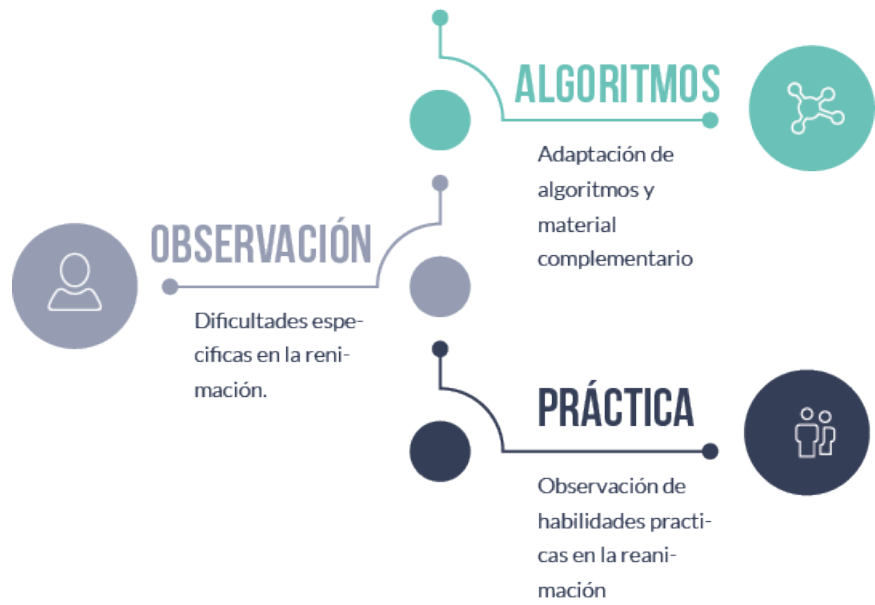 ALGORITMOS
Adaptación de
algoritmos y
material
complementario
OBSERVACIÓN
Dificultades espe-
cificas en la reni-
mación.
PRÁCTICA
Observación de
habilidades practi-
cas en la reani-
mación